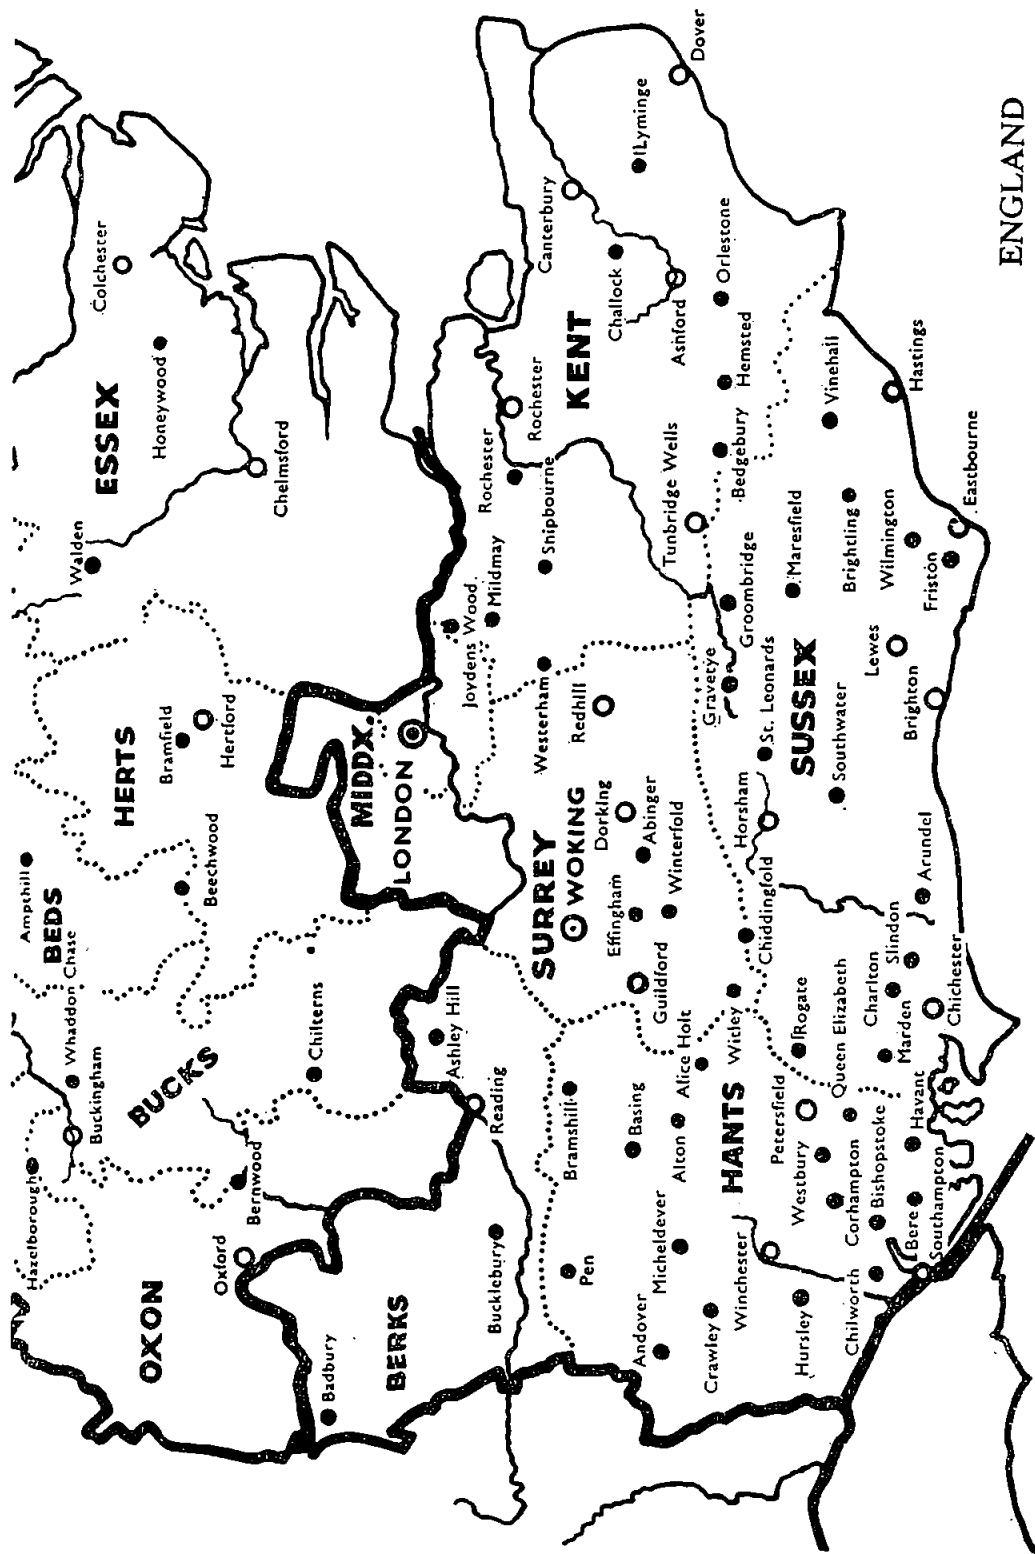 Hazelborough
Buckingham
Whaddon Chase
Ampthill
BEDS
Walden
ESSEX
Colchester
Honeywood
Chelmsford
OXON
BUCKS
HERTS
Bramfield
Hertford
Beechwood
Oxford
Bernwood
Chilterns
MIDDX.
LONDON
Badbury
BERKS
Bucklebury
Reading
Ashley Hill
Joydens Wood
Mildmay
Rochester
Rochester
Canterbury
Pen
Bramshill
SURREY
WOKING
Westerham
Shipbourne
KENT
Effingham
Dorking
Redhill
Challock
Lyminge
Dover
Andover
Micheldever
Basing
Alton
Alice Holt
Guildford
Abinger
Winterfold
Tunbridge Wells
Ashford
Crawley
Winchester
HANTS
Witley
Chiddingfold
Horsham
Gravetye
St. Leonards
Groombridge
Bedgebury
Hemsted
Orlestone
Hursley
Petersfield
Westbury
Rogate
Queen Elizabeth
SUSSEX
Southwater
Maresfield
Vinehall
Chilworth
Corhampton
Bishopstoke
Charlton
Marden
Slindon
Arundel
Brightling
Bere
Havant
Southampton
Chichester
Lewes
Brighton
Wilmington
Friston
Eastbourne
Hastings
ENGLAND